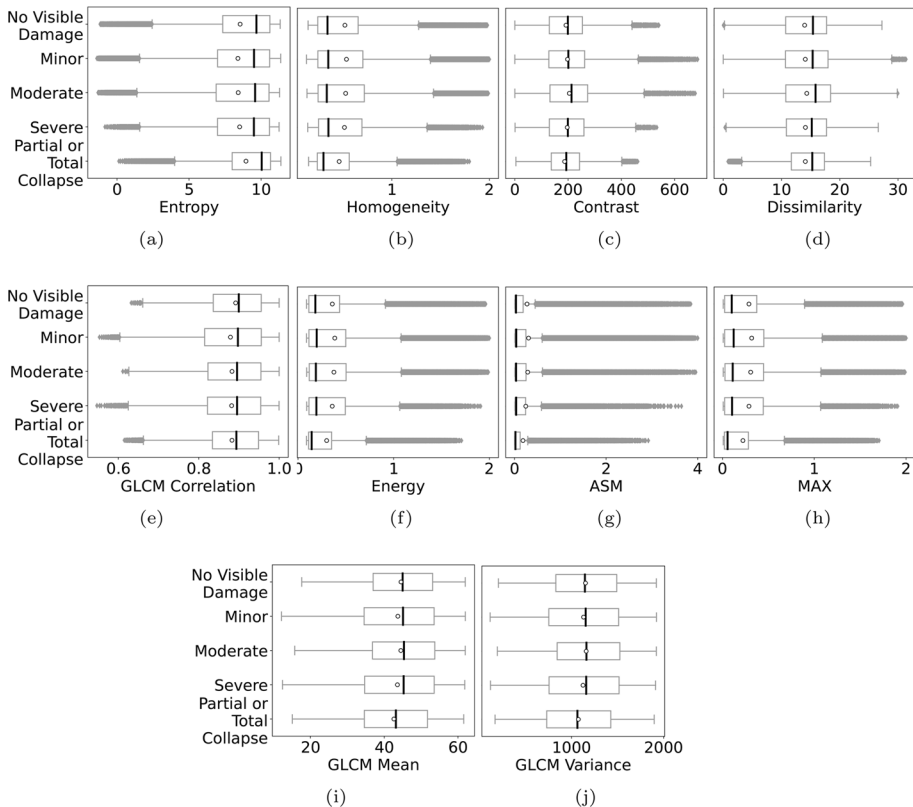 No Visible
Damage
Minor
Moderate
Severe
Partial or
Total
Collapse
0 5 10
Entropy
1 2
Homogeneity
0 200 400 600
Contrast
0 10 20 30
Dissimilarity
(a) (b) (c) (d)
No Visible
Damage
Minor
Moderate
Severe
Partial or
Total
Collapse
0.6 0.8 1.0
GLCM Correlation
0 1 2
Energy
0 2 4
ASM
0 1 2
MAX
(e) (f) (g) (h)
No Visible
Damage
Minor
Moderate
Severe
Partial or
Total
Collapse
20 40 60
GLCM Mean
1000 2000
GLCM Variance
(i) (j)